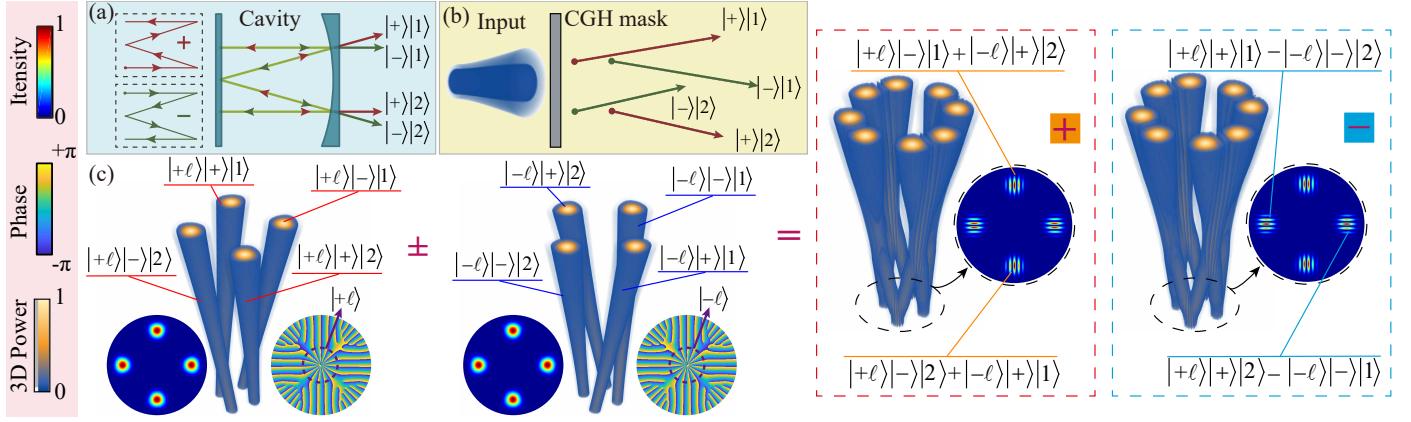 1
Itensity
0
+π
Phase
-π
1
3D Power
0
(a)
Cavity
+
−
|+⟩|1⟩
|−⟩|1⟩
|+⟩|2⟩
|−⟩|2⟩
(b)
Input
CGH mask
|+⟩|1⟩
|−⟩|1⟩
|−⟩|2⟩
|+⟩|2⟩
(c)
|+ℓ⟩|+⟩|1⟩
|+ℓ⟩|−⟩|1⟩
|+ℓ⟩|−⟩|2⟩
|+ℓ⟩|+⟩|2⟩
|+ℓ⟩
±
|−ℓ⟩|+⟩|2⟩
|−ℓ⟩|−⟩|1⟩
|−ℓ⟩|−⟩|2⟩
|−ℓ⟩|+⟩|1⟩
|−ℓ⟩
=
|+ℓ⟩|−⟩|1⟩+|−ℓ⟩|+⟩|2⟩
+
|+ℓ⟩|−⟩|2⟩+|−ℓ⟩|+⟩|1⟩
|+ℓ⟩|+⟩|1⟩−|−ℓ⟩|−⟩|2⟩
−
|+ℓ⟩|+⟩|2⟩−|−ℓ⟩|−⟩|1⟩